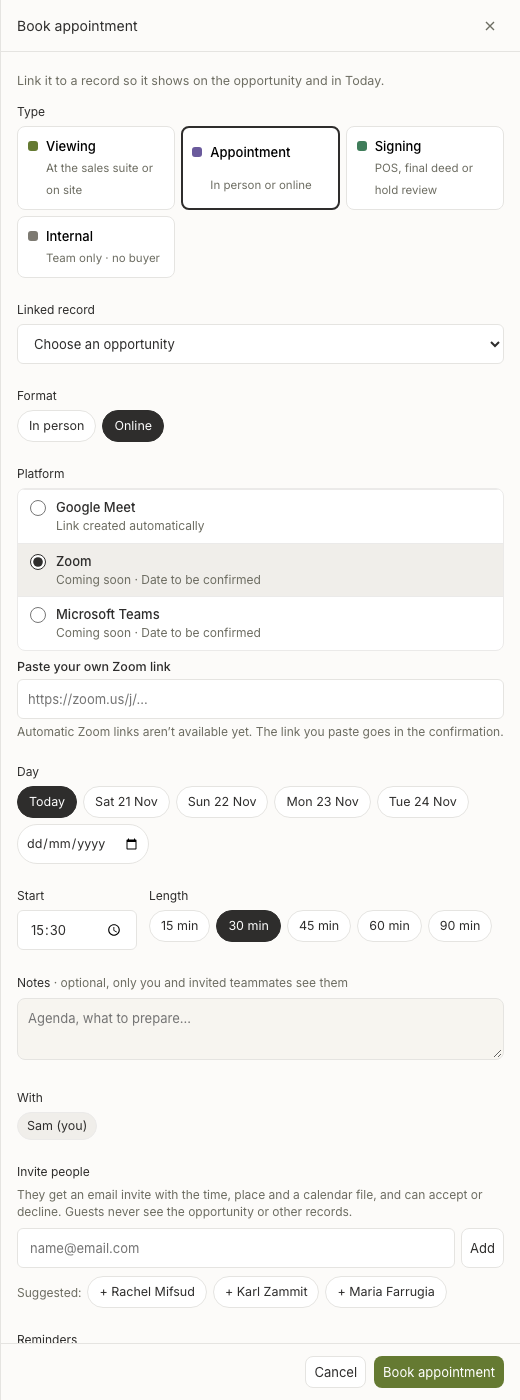 Book appointment
×
Link it to a record so it shows on the opportunity and in Today.
Type
Viewing
At the sales suite or
on site
Appointment
In person or online
Signing
POS, final deed or
hold review
Internal
Team only · no buyer
Linked record
Choose an opportunity
Format
In person Online
Platform
Google Meet
Link created automatically
Zoom
Coming soon · Date to be confirmed
Microsoft Teams
Coming soon · Date to be confirmed
Paste your own Zoom link
https://zoom.us/j/...
Automatic Zoom links aren't available yet. The link you paste goes in the confirmation.
Day
Today Sat 21 Nov Sun 22 Nov Mon 23 Nov Tue 24 Nov
dd/mm/yyyy
Start Length
15:30 15 min 30 min 45 min 60 min 90 min
Notes · optional, only you and invited teammates see them
Agenda, what to prepare...
With
Sam (you)
Invite people
They get an email invite with the time, place and a calendar file, and can accept or
decline. Guests never see the opportunity or other records.
name@email.com Add
Suggested: + Rachel Mifsud + Karl Zammit + Maria Farrugia
Reminders
Cancel Book appointment